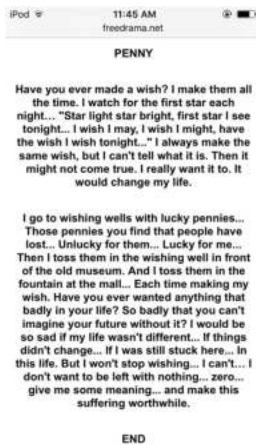 iPod 11:45 AM
freedrama.net
PENNY
Have you ever made a wish? I make them all
the time. I watch for the first star each
night... "Star light star bright, first star I see
tonight... I wish I may, I wish I might, have
the wish I wish tonight..." I always make the
same wish, but I can't tell what it is. Then it
might not come true. I really want it to. It
would change my life.
I go to wishing wells with lucky pennies...
Those pennies you find that people have
lost... Unlucky for them... Lucky for me...
Then I toss them in the wishing well in front
of the old museum. And I toss them in the
fountain at the mall... Each time making my
wish. Have you ever wanted anything that
badly in your life? So badly that you can't
imagine your future without it? I would be
so sad if my life wasn't different... If things
didn't change... If I was still stuck here... In
this life. But I won't stop wishing... I can't... I
don't want to be left with nothing... zero...
give me some meaning... and make this
suffering worthwhile.
END